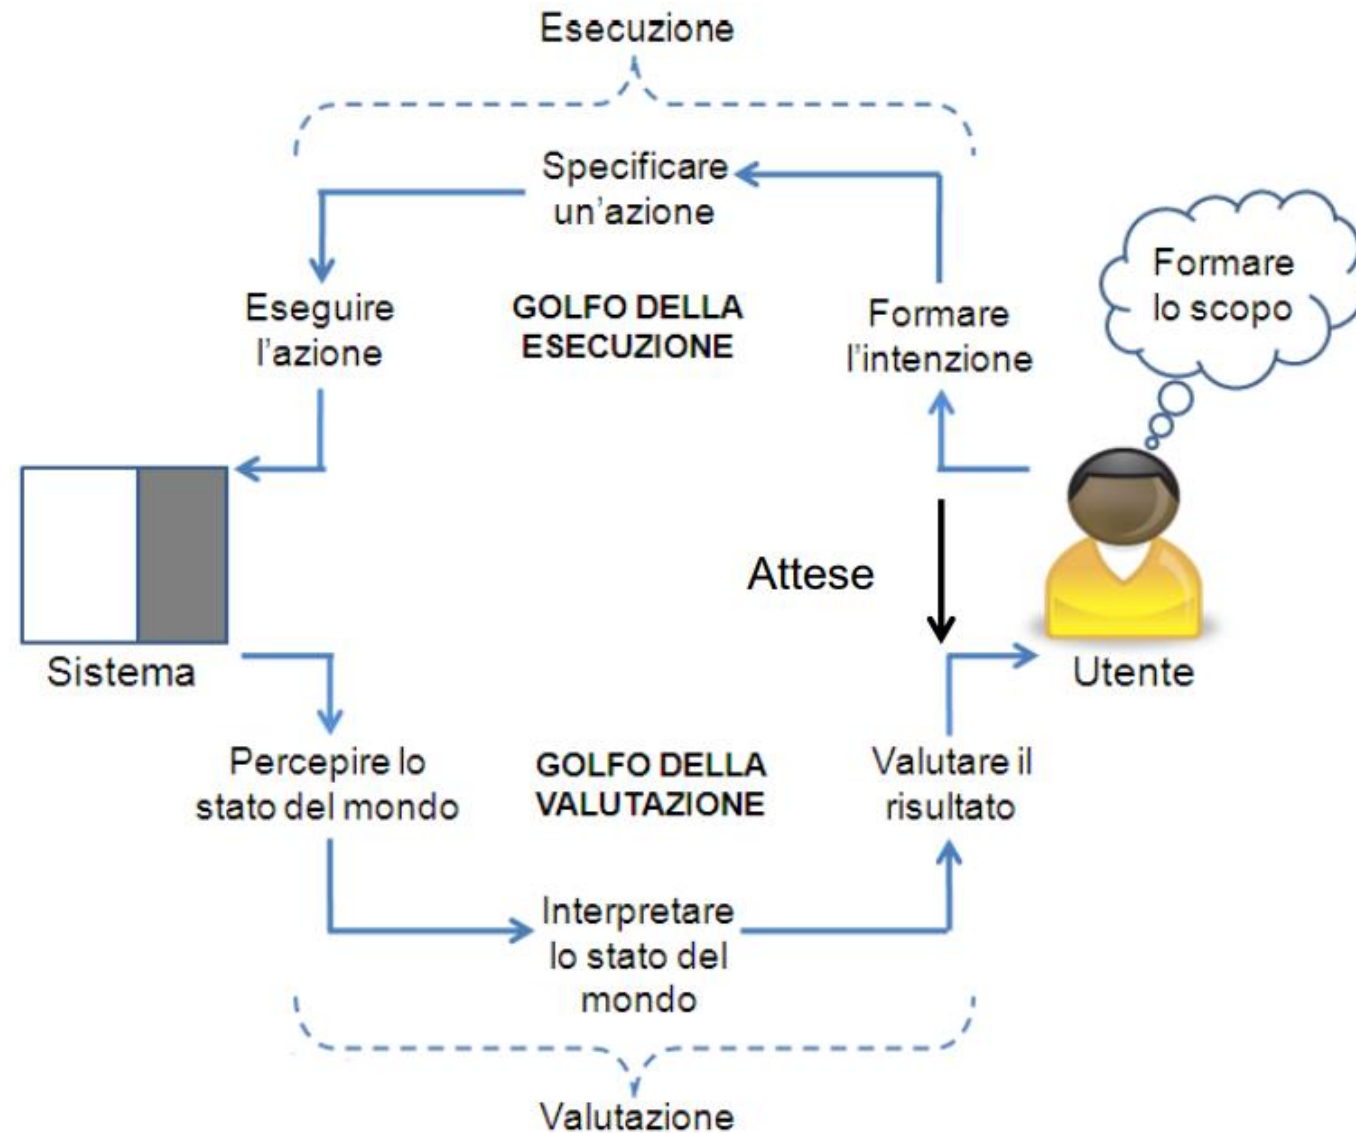 Esecuzione
Specificare
un’azione
Formare
lo scopo
Eseguire
l’azione
GOLFO DELLA
ESECUZIONE
Formare
l’intenzione
Attese
Sistema
Utente
Percepire lo
stato del mondo
GOLFO DELLA
VALUTAZIONE
Valutare il
risultato
Interpretare
lo stato del
mondo
Valutazione